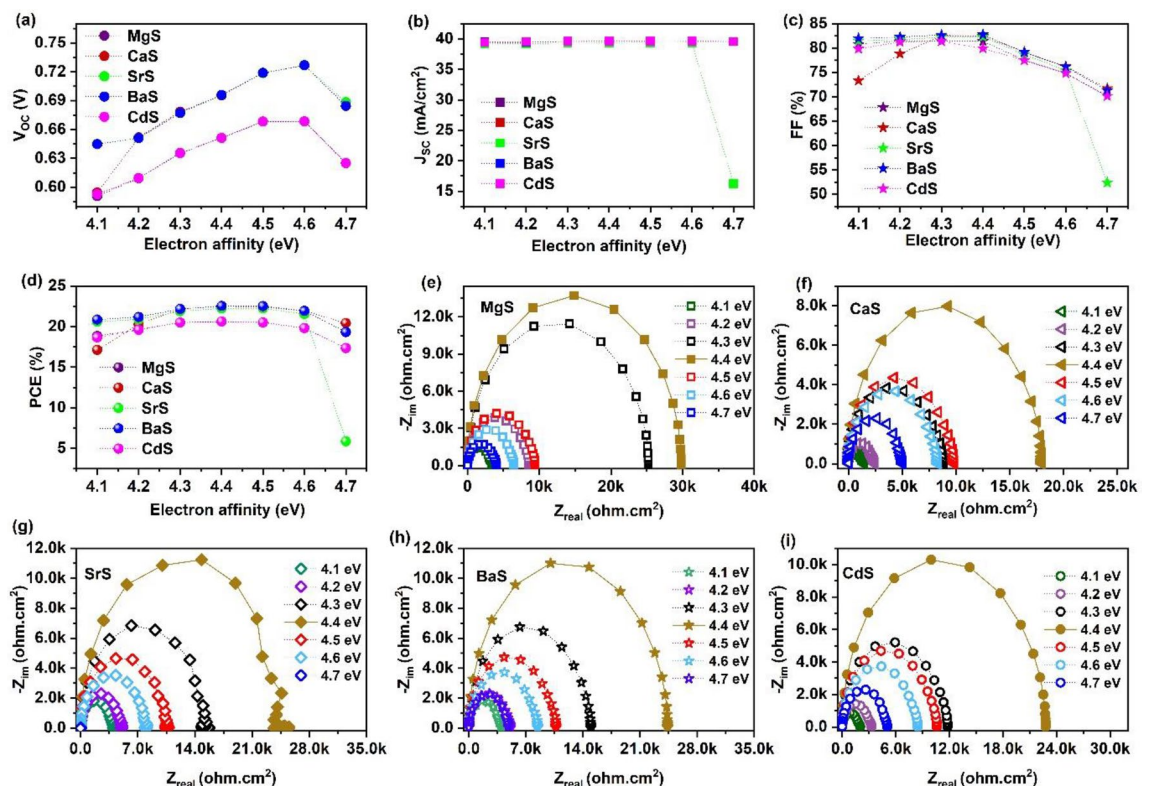 (a)
MgS
CaS
SrS
BaS
CdS
0.75
0.72
0.69
0.66
0.63
0.60
V_OC (V)
4.1 4.2 4.3 4.4 4.5 4.6 4.7
Electron affinity (eV)
(b)
40
35
30
25
20
15
J_SC (mA/cm²)
MgS
CaS
SrS
BaS
CdS
4.1 4.2 4.3 4.4 4.5 4.6 4.7
Electron affinity (eV)
(c)
85
80
75
70
65
60
55
50
FF (%)
MgS
CaS
SrS
BaS
CdS
4.1 4.2 4.3 4.4 4.5 4.6 4.7
Electron affinity (eV)
(d)
25
20
15
10
5
PCE (%)
MgS
CaS
SrS
BaS
CdS
4.1 4.2 4.3 4.4 4.5 4.6 4.7
Electron affinity (eV)
(e)
MgS
12.0k
9.0k
6.0k
3.0k
0.0
-Z_im (ohm.cm²)
4.1 eV
4.2 eV
4.3 eV
4.4 eV
4.5 eV
4.6 eV
4.7 eV
0 10k 20k 30k 40k
Z_real (ohm.cm²)
(f)
CaS
8.0k
6.0k
4.0k
2.0k
0.0
-Z_im (ohm.cm²)
4.1 eV
4.2 eV
4.3 eV
4.4 eV
4.5 eV
4.6 eV
4.7 eV
0.0 5.0k 10.0k 15.0k 20.0k 25.0k
Z_real (ohm.cm²)
(g)
SrS
12.0k
10.0k
8.0k
6.0k
4.0k
2.0k
0.0
-Z_im (ohm.cm²)
4.1 eV
4.2 eV
4.3 eV
4.4 eV
4.5 eV
4.6 eV
4.7 eV
0.0 7.0k 14.0k 21.0k 28.0k 35.0k
Z_real (ohm.cm²)
(h)
BaS
12.0k
10.0k
8.0k
6.0k
4.0k
2.0k
0.0
-Z_im (ohm.cm²)
4.1 eV
4.2 eV
4.3 eV
4.4 eV
4.5 eV
4.6 eV
4.7 eV
0.0 7.0k 14.0k 21.0k 28.0k 35.0k
Z_real (ohm.cm²)
(i)
CdS
10.0k
8.0k
6.0k
4.0k
2.0k
0.0
-Z_im (ohm.cm²)
4.1 eV
4.2 eV
4.3 eV
4.4 eV
4.5 eV
4.6 eV
4.7 eV
0.0 6.0k 12.0k 18.0k 24.0k 30.0k
Z_real (ohm.cm²)